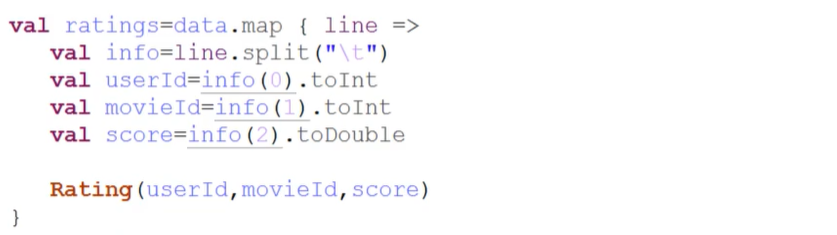 val ratings=data.map { line =>
   val info=line.split("\t")
   val userId=info(0).toInt
   val movieId=info(1).toInt
   val score=info(2).toDouble

   Rating(userId,movieId,score)
}